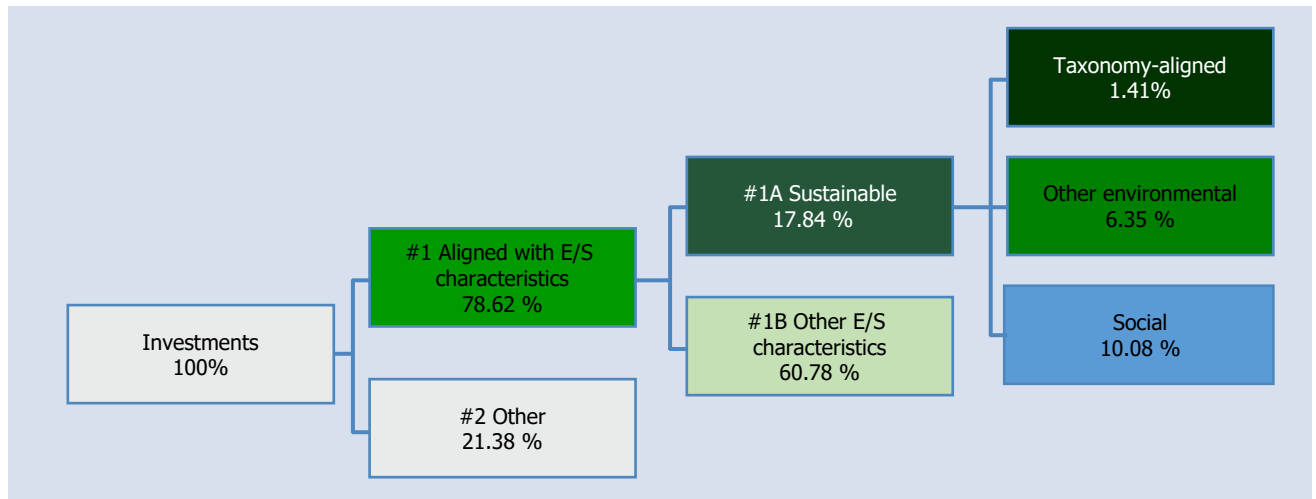 Investments
100%
#1 Aligned with E/S
characteristics
78.62 %
#2 Other
21.38 %
#1A Sustainable
17.84 %
#1B Other E/S
characteristics
60.78 %
Taxonomy-aligned
1.41%
Other environmental
6.35 %
Social
10.08 %